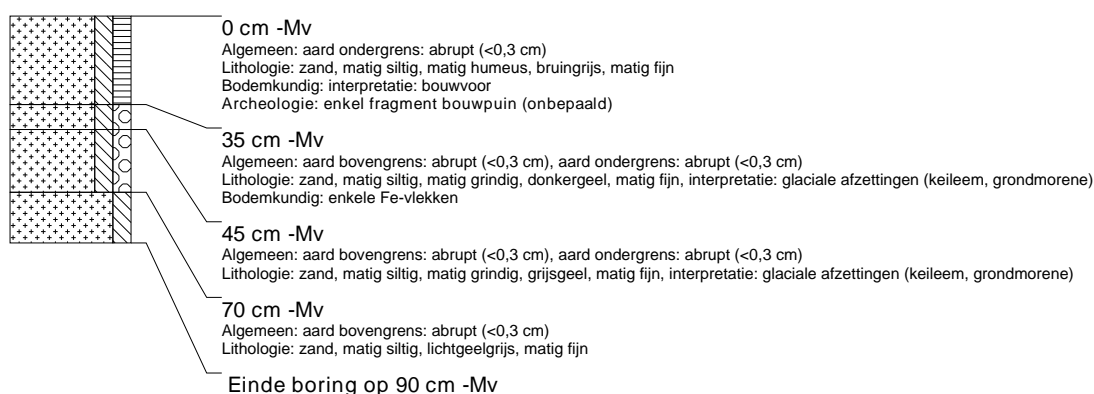 0 cm -Mv
Algemeen: aard ondergrens: abrupt (<0,3 cm)
Lithologie: zand, matig siltig, matig humeus, bruingrijs, matig fijn
Bodemkundig: interpretatie: bouwvoor
Archeologie: enkel fragment bouwpuin (onbepaald)
35 cm -Mv
Algemeen: aard bovengrens: abrupt (<0,3 cm), aard ondergrens: abrupt (<0,3 cm)
Lithologie: zand, matig siltig, matig grindig, donkergeel, matig fijn, interpretatie: glaciale afzettingen (keileem, grondmorene)
Bodemkundig: enkele Fe-vlekken
45 cm -Mv
Algemeen: aard bovengrens: abrupt (<0,3 cm), aard ondergrens: abrupt (<0,3 cm)
Lithologie: zand, matig siltig, matig grindig, grijsgeel, matig fijn, interpretatie: glaciale afzettingen (keileem, grondmorene)
70 cm -Mv
Algemeen: aard bovengrens: abrupt (<0,3 cm)
Lithologie: zand, matig siltig, lichtgeelgrijs, matig fijn
Einde boring op 90 cm -Mv